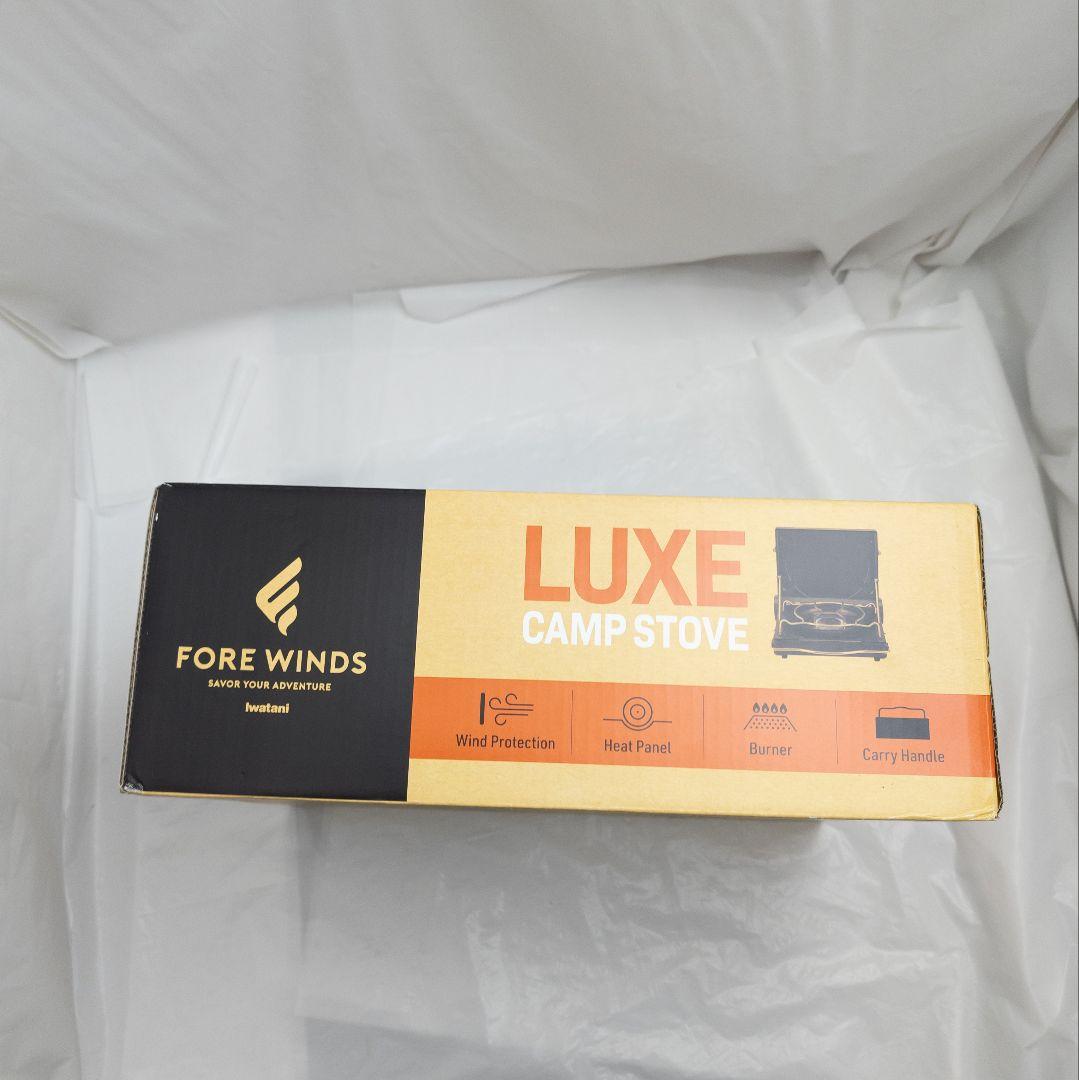 FORE WINDS
SAVOR YOUR ADVENTURE
Iwatani
LUXE
CAMP STOVE
Wind Protection
Heat Panel
Burner
Carry Handle